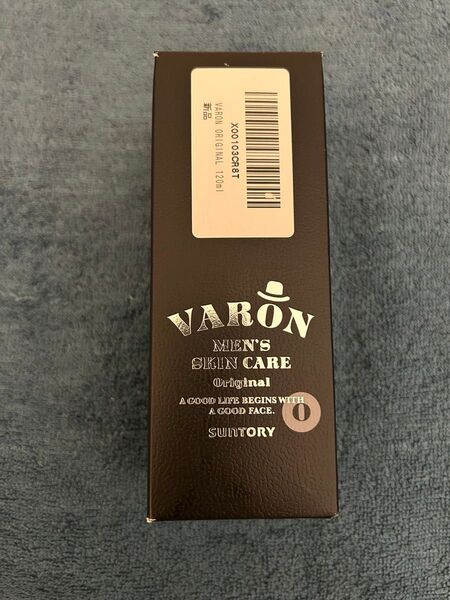 X00103CR8T
VARON ORIGINAL 120ml
新品
VARON
MEN'S
SKIN CARE
Original
A GOOD LIFE BEGINS WITH
A GOOD FACE.
O
SUNTORY